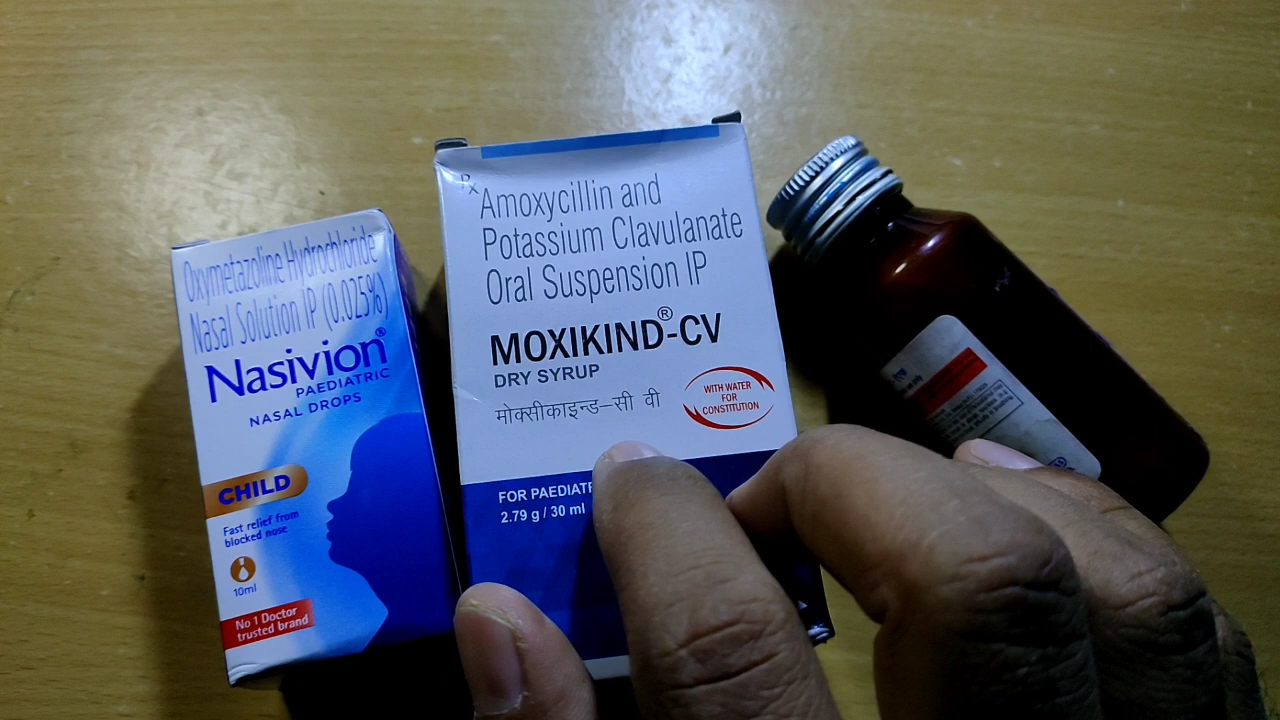 Oxymetazoline Hydrochloride
Nasal Solution IP (0.025%)
Nasivion®
PAEDIATRIC
NASAL DROPS
CHILD
Fast relief from
blocked nose
10ml
No 1 Doctor
trusted brand
Rx
Amoxycillin and
Potassium Clavulanate
Oral Suspension IP
MOXIKIND®-CV
DRY SYRUP
मोक्सीकाइन्ड–सी वी
WITH WATER
FOR
CONSTITUTION
FOR
2.79 g / 30 ml